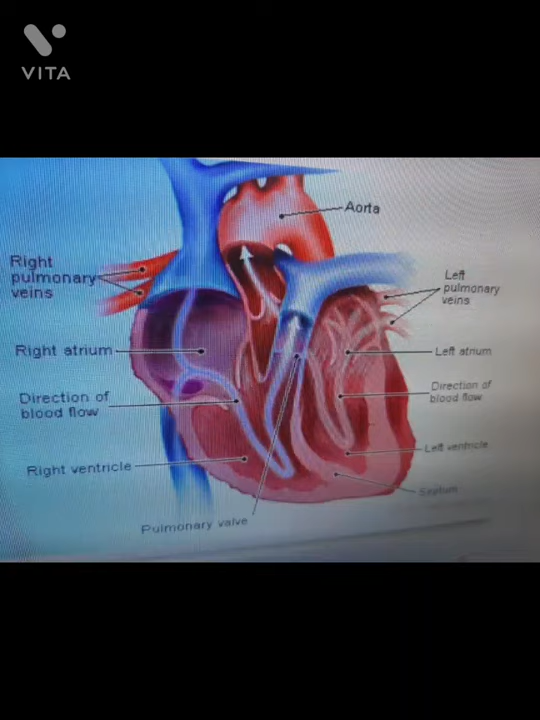 VITA
Aorta
Right
pulmonary
veins
Left
pulmonary
veins
Right atrium
Left atrium
Direction of
blood flow
Direction of
blood flow
Left ventricle
Right ventricle
Septum
Pulmonary valve